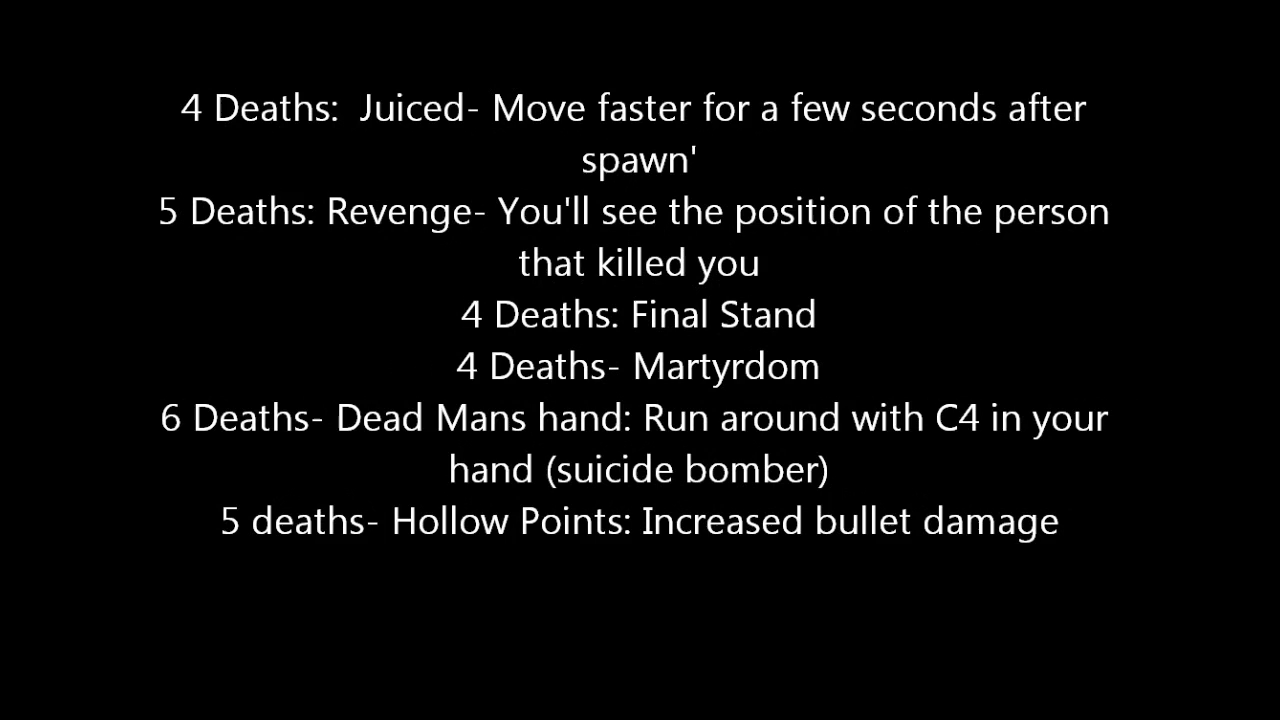 4 Deaths:  Juiced- Move faster for a few seconds after
spawn'
5 Deaths: Revenge- You'll see the position of the person
that killed you
4 Deaths: Final Stand
4 Deaths- Martyrdom
6 Deaths- Dead Mans hand: Run around with C4 in your
hand (suicide bomber)
5 deaths- Hollow Points: Increased bullet damage